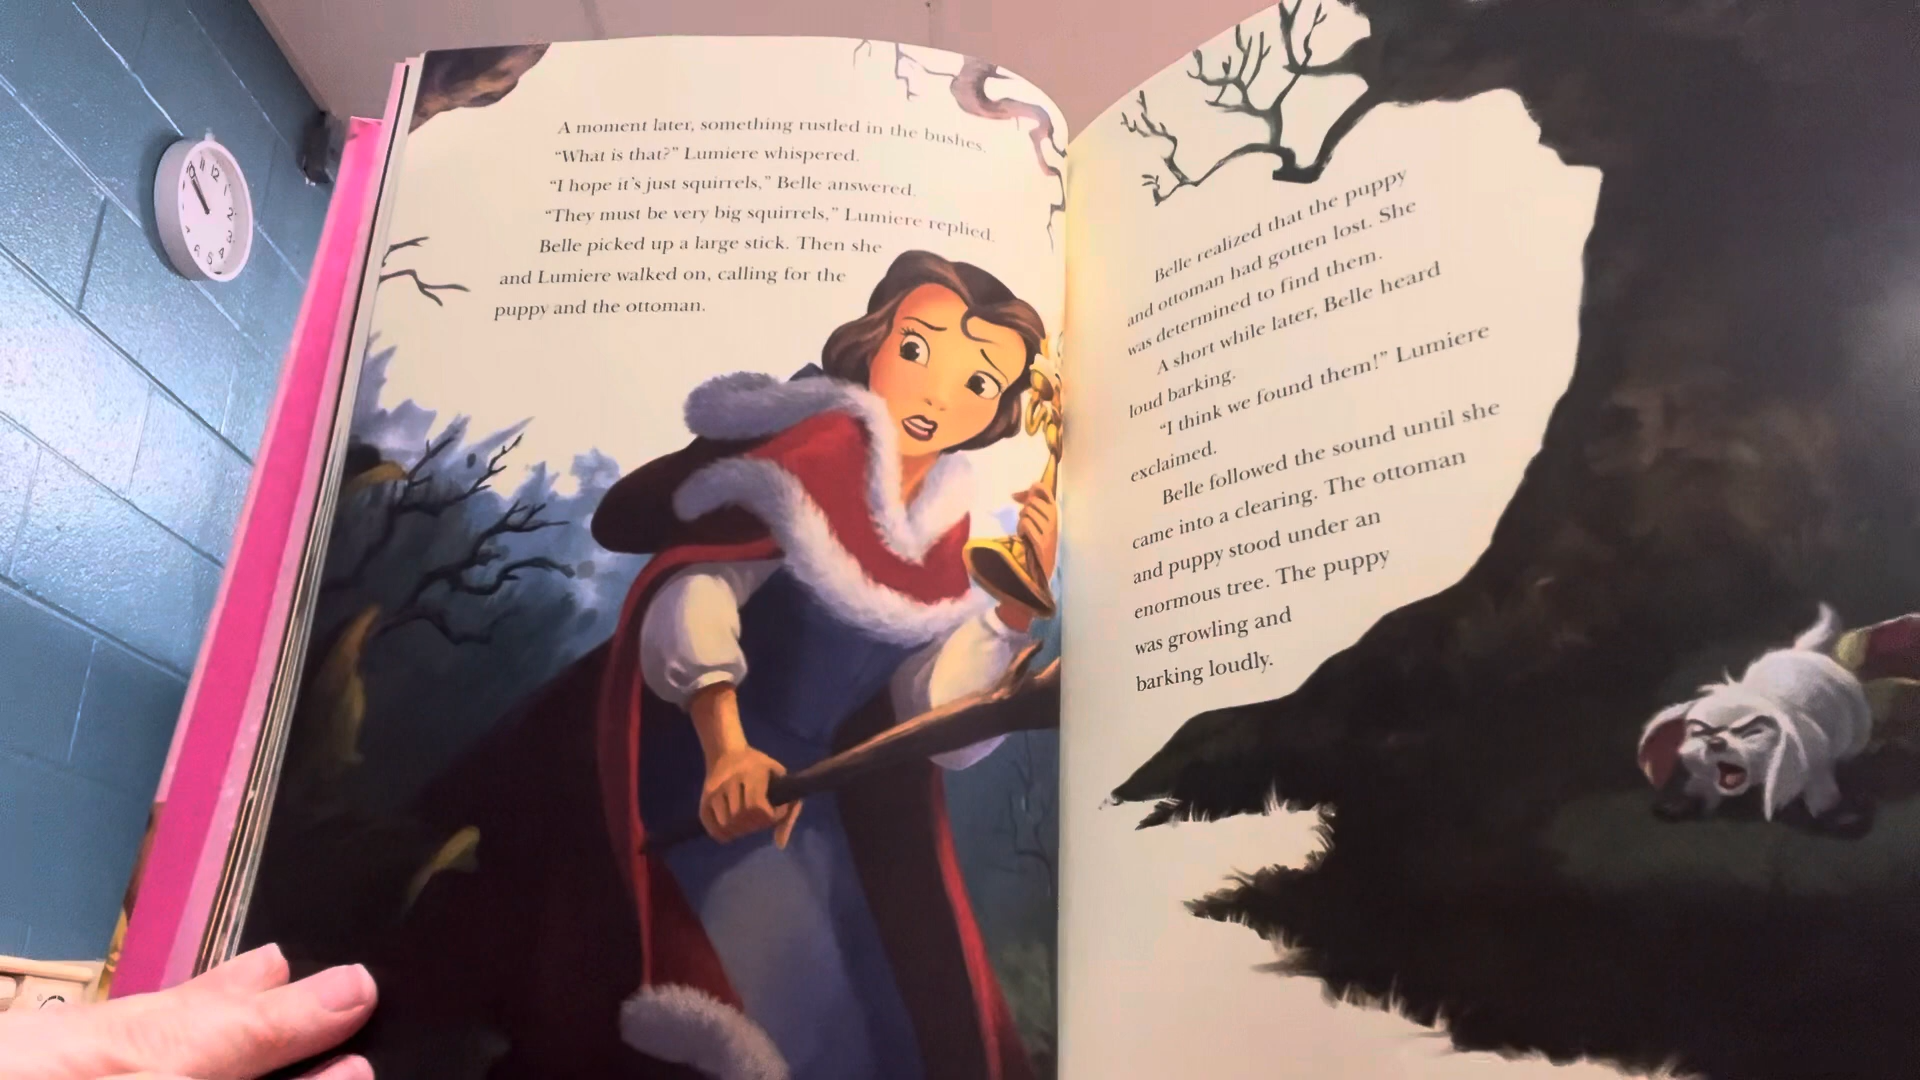 A moment later, something rustled in the bushes.
“What is that?” Lumiere whispered.
“I hope it’s just squirrels,” Belle answered.
“They must be very big squirrels,” Lumiere replied.
Belle picked up a large stick. Then she
and Lumiere walked on, calling for the
puppy and the ottoman.
Belle realized that the puppy
and ottoman had gotten lost. She
was determined to find them.
A short while later, Belle heard
loud barking.
“I think we found them!” Lumiere
exclaimed.
Belle followed the sound until she
came into a clearing. The ottoman
and puppy stood under an
enormous tree. The puppy
was growling and
barking loudly.